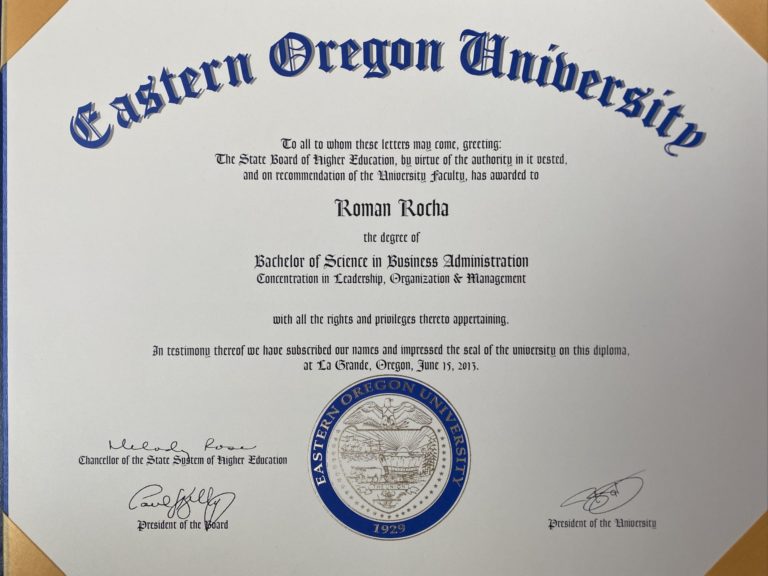 Eastern Oregon University
To all to whom these letters may come, greeting:
The State Board of Higher Education, by virtue of the authority in it vested,
and on recommendation of the University Faculty, has awarded to
Roman Rocha
the degree of
Bachelor of Science in Business Administration
Concentration in Leadership, Organization & Management
with all the rights and privileges thereto appertaining.
In testimony thereof we have subscribed our names and impressed the seal of the university on this diploma,
at La Grande, Oregon, June 15, 2013.
EASTERN OREGON UNIVERSITY
THE UNION
1929
Melody Rose
Chancellor of the State System of Higher Education
Paul J. Kelly
President of the Board
President of the University